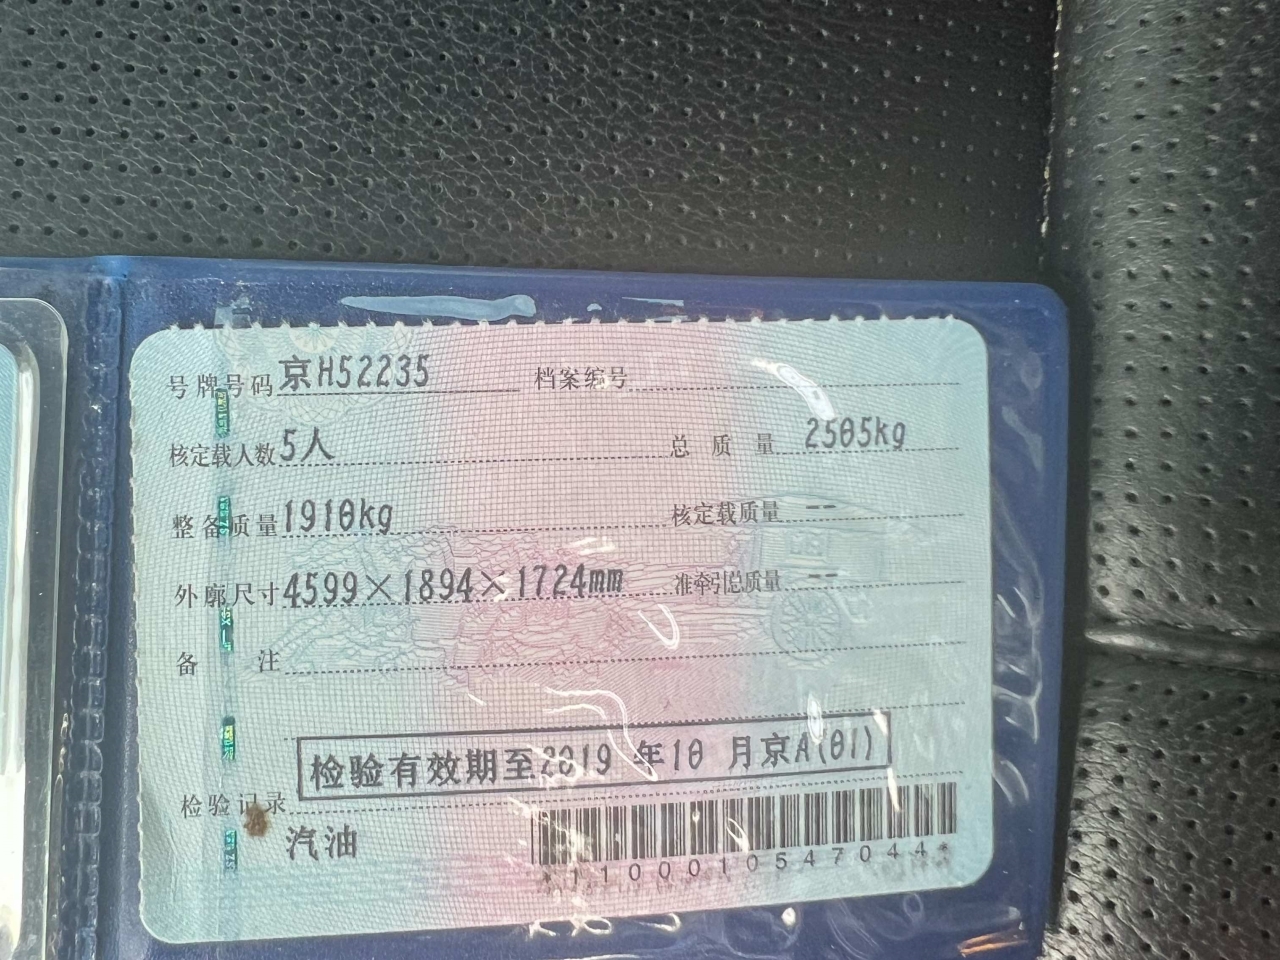 号牌号码 京H52235 档案编号
核定载人数 5人 总质量 2505kg
整备质量 1910kg 核定载质量 --
外廓尺寸 4599×1894×1724mm 准牵引总质量 --
备注
检验有效期至2019 年10 月京A(01)
检验记录
汽油
*110001054704 4*